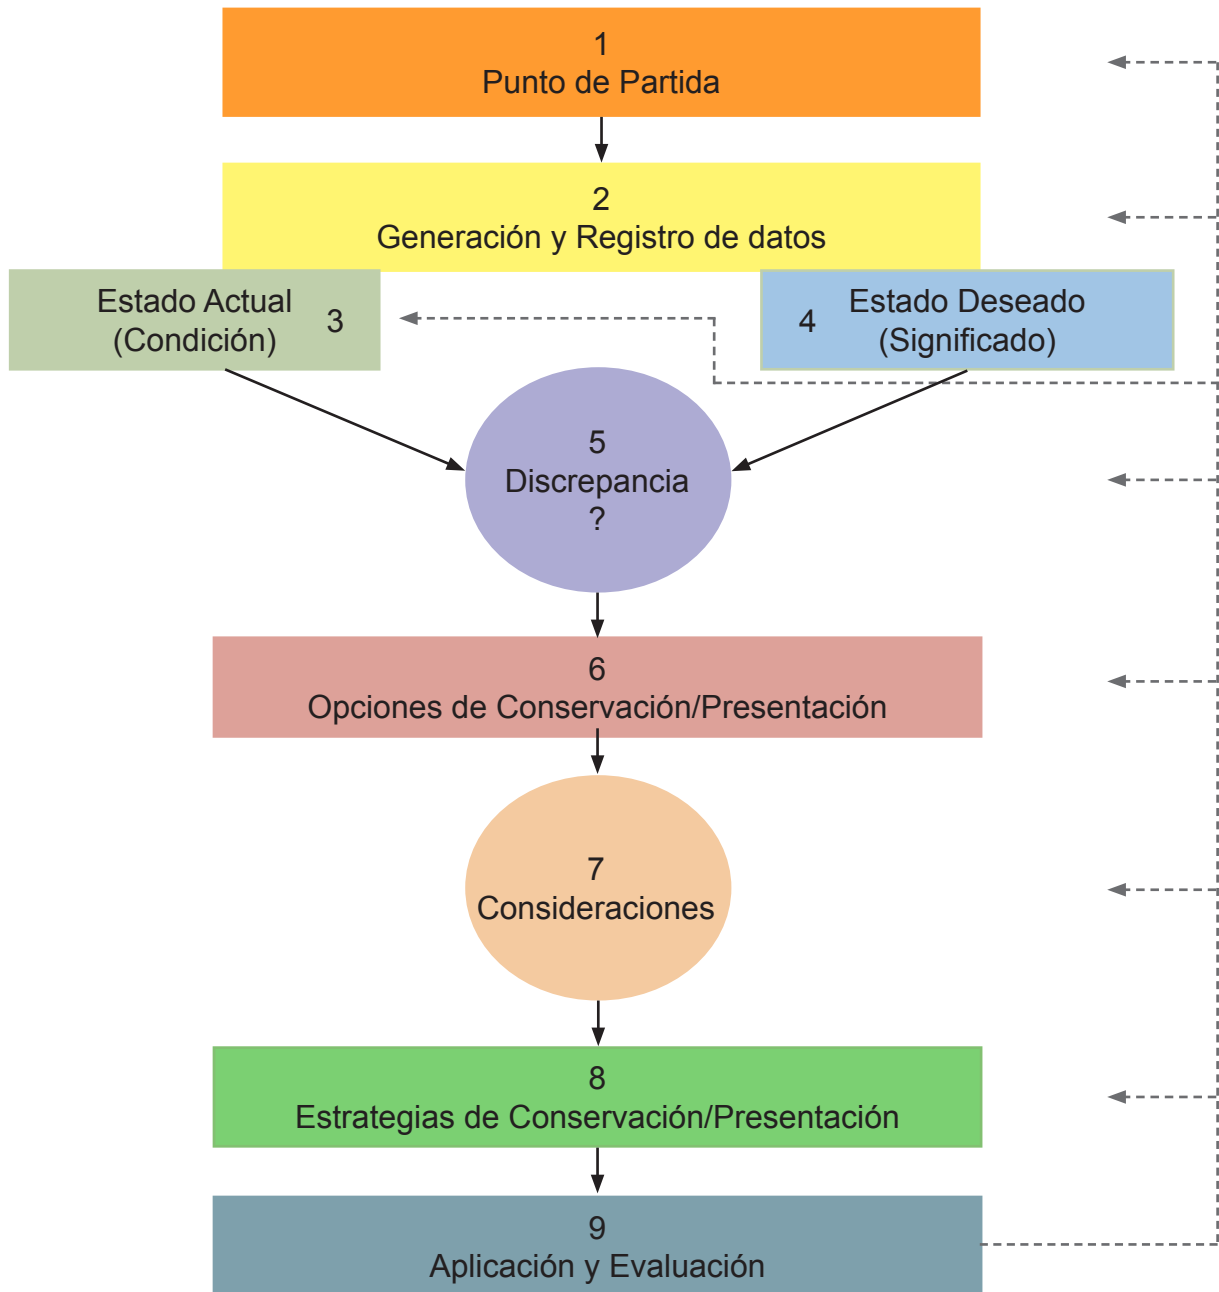 1
Punto de Partida
2
Generación y Registro de datos
Estado Actual
(Condición)
3
4
Estado Deseado
(Significado)
5
Discrepancia
?
6
Opciones de Conservación/Presentación
7
Consideraciones
8
Estrategias de Conservación/Presentación
9
Aplicación y Evaluación